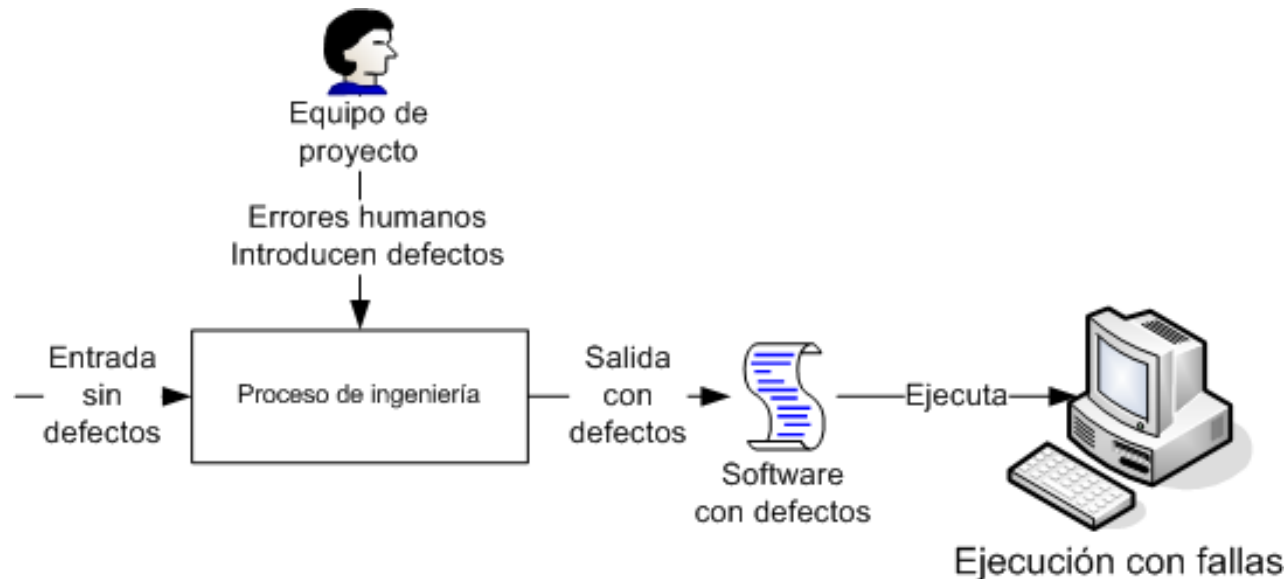 Equipo de
proyecto
Errores humanos
Introducen defectos
Entrada
sin
defectos
Proceso de ingeniería
Salida
con
defectos
Software
con defectos
Ejecuta
Ejecución con fallas